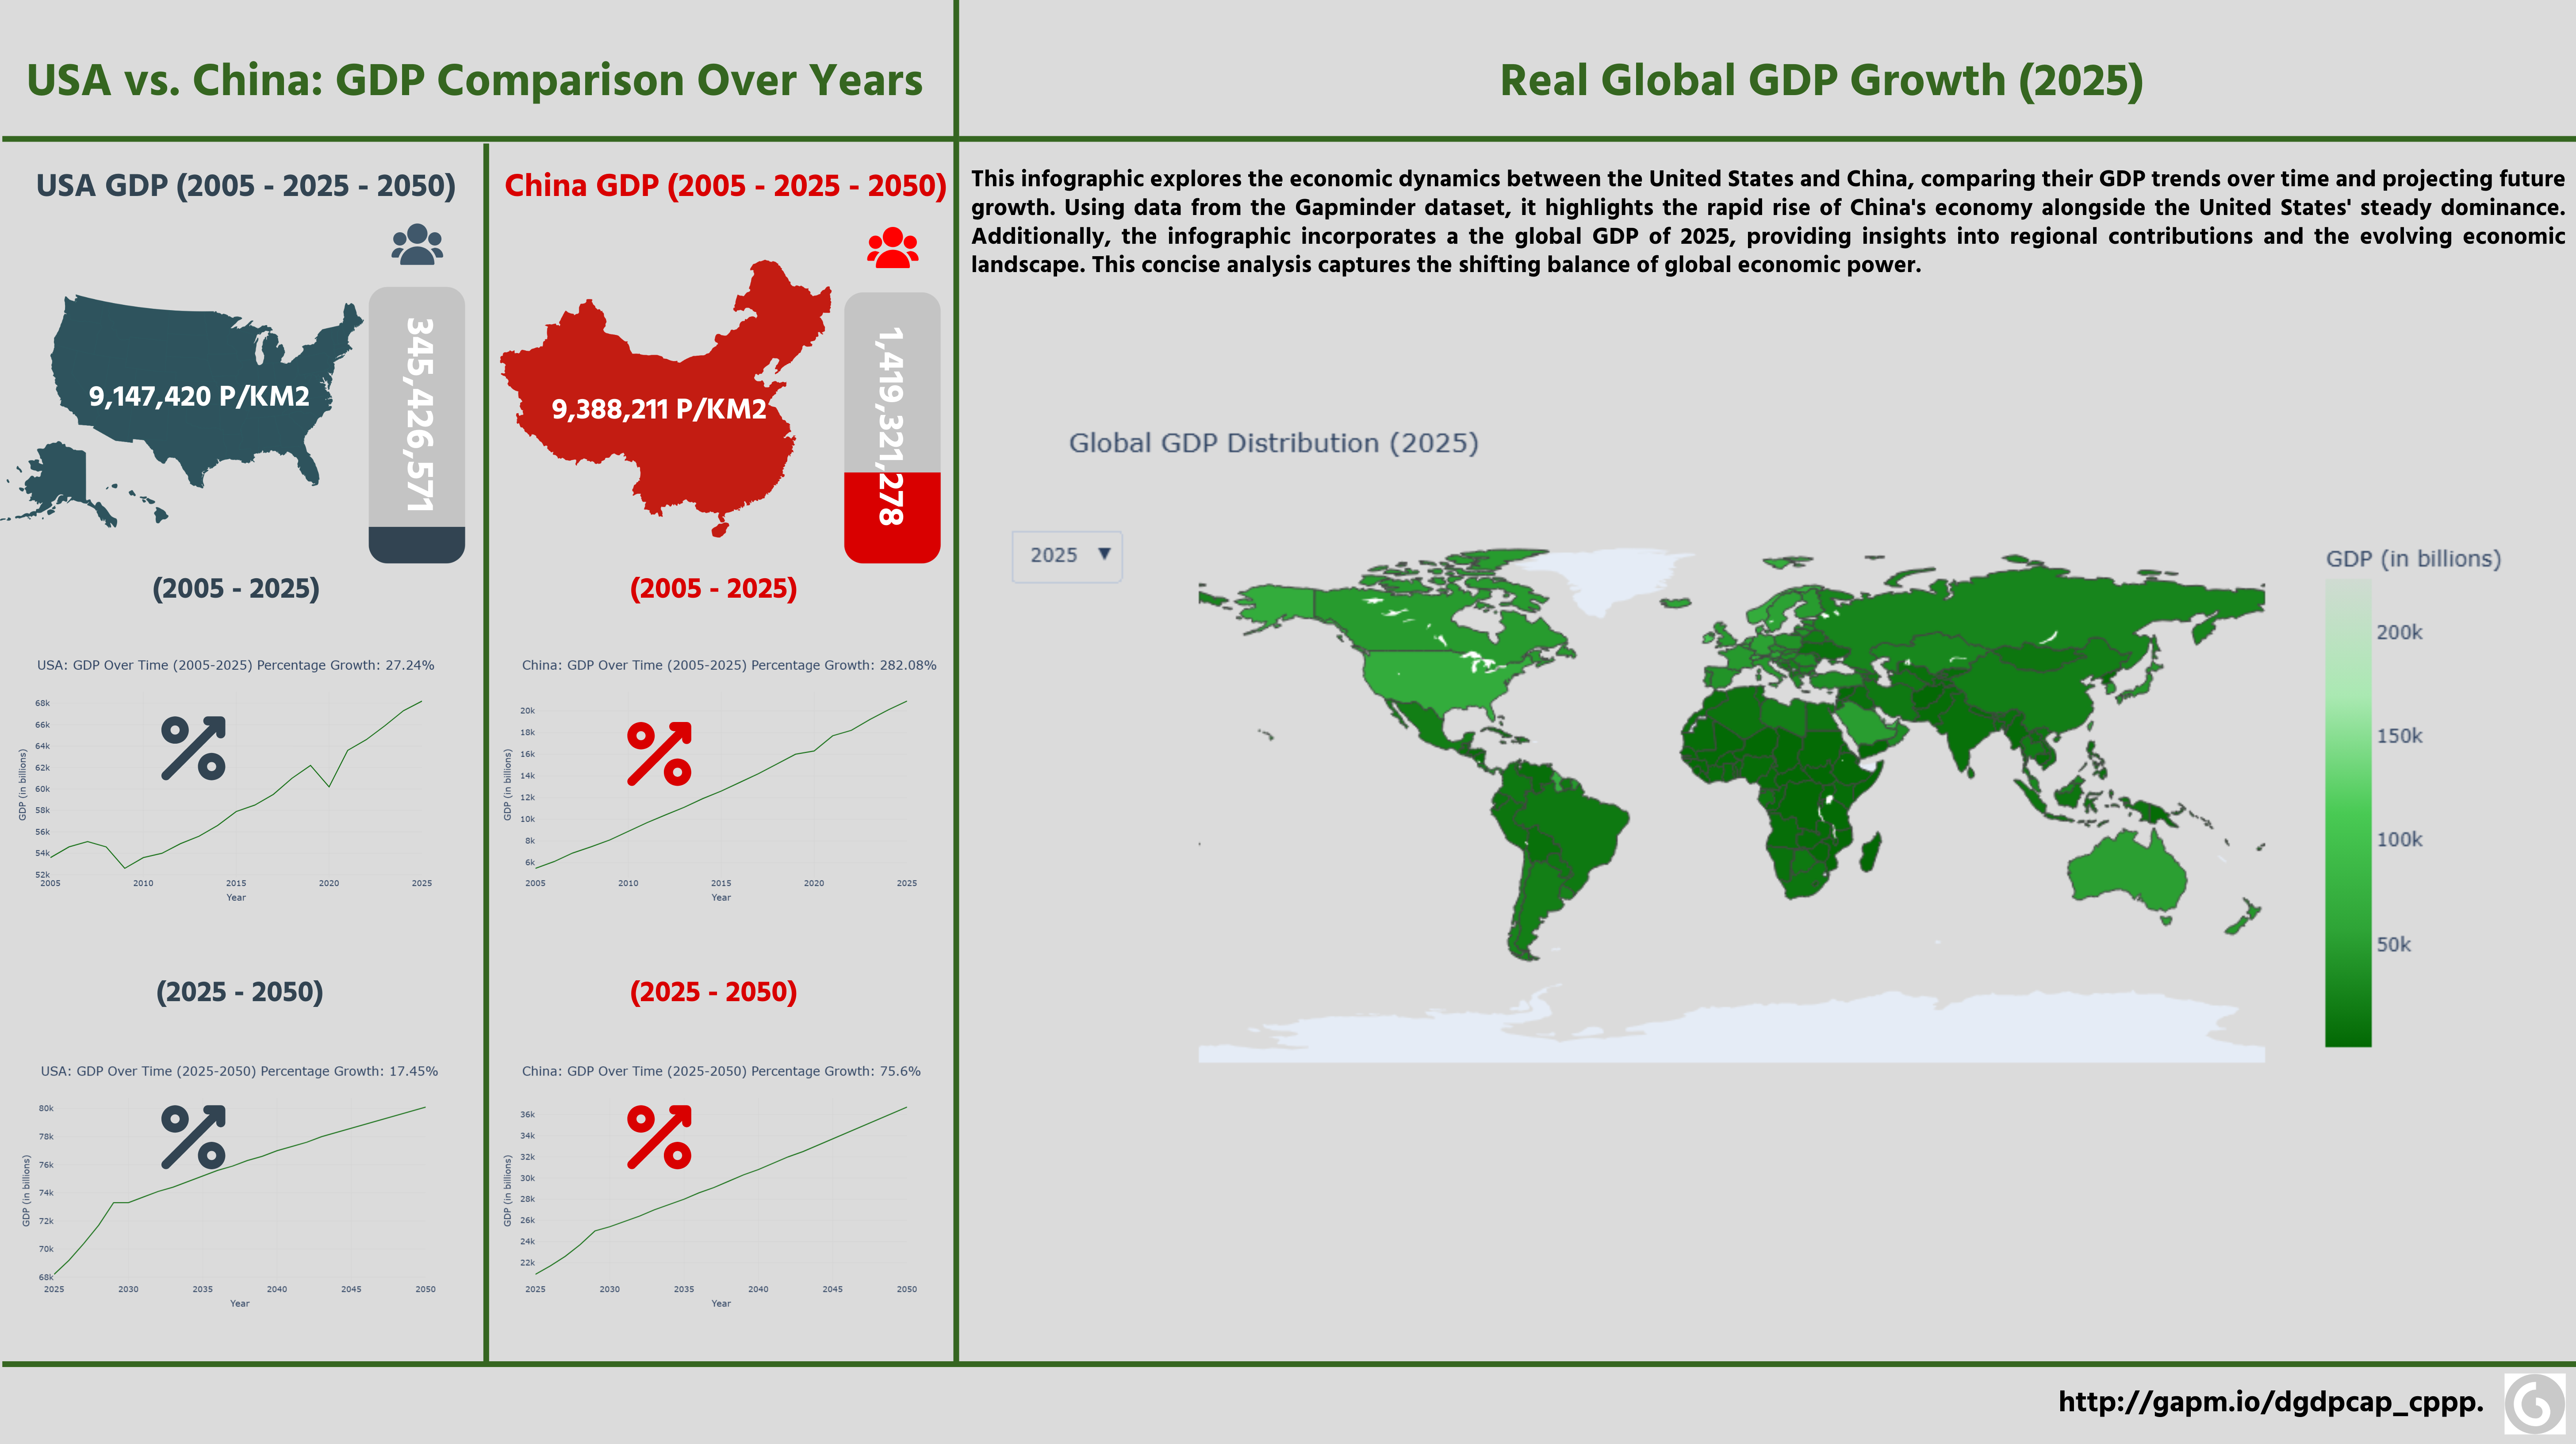 USA vs. China: GDP Comparison Over Years
Real Global GDP Growth (2025)
USA GDP (2005 - 2025 - 2050)
9,147,420 P/KM2
345,426,571
(2005 - 2025)
USA: GDP Over Time (2005-2025) Percentage Growth: 27.24%
GDP (in billions)
68k
66k
64k
62k
60k
58k
56k
54k
52k
2005 2010 2015 2020 2025
Year
(2025 - 2050)
USA: GDP Over Time (2025-2050) Percentage Growth: 17.45%
GDP (in billions)
80k
78k
76k
74k
72k
70k
68k
2025 2030 2035 2040 2045 2050
Year
China GDP (2005 - 2025 - 2050)
9,388,211 P/KM2
1,419,321,278
(2005 - 2025)
China: GDP Over Time (2005-2025) Percentage Growth: 282.08%
GDP (in billions)
20k
18k
16k
14k
12k
10k
8k
6k
2005 2010 2015 2020 2025
Year
(2025 - 2050)
China: GDP Over Time (2025-2050) Percentage Growth: 75.6%
GDP (in billions)
36k
34k
32k
30k
28k
26k
24k
22k
2025 2030 2035 2040 2045 2050
Year
This infographic explores the economic dynamics between the United States and China, comparing their GDP trends over time and projecting future
growth. Using data from the Gapminder dataset, it highlights the rapid rise of China's economy alongside the United States' steady dominance.
Additionally, the infographic incorporates a the global GDP of 2025, providing insights into regional contributions and the evolving economic
landscape. This concise analysis captures the shifting balance of global economic power.
Global GDP Distribution (2025)
2025 ▼
GDP (in billions)
200k
150k
100k
50k
http://gapm.io/dgdpcap_cppp.